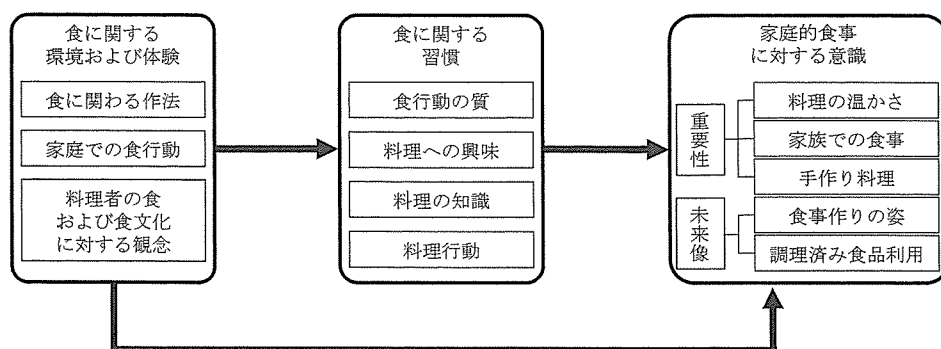 食に関する
環境および体験
食に関わる作法
家庭での食行動
料理者の食
および食文化
に対する観念
食に関する
習慣
食行動の質
料理への興味
料理の知識
料理行動
家庭的食事
に対する意識
重要性
料理の温かさ
家族での食事
手作り料理
未来像
食事作りの姿
調理済み食品利用